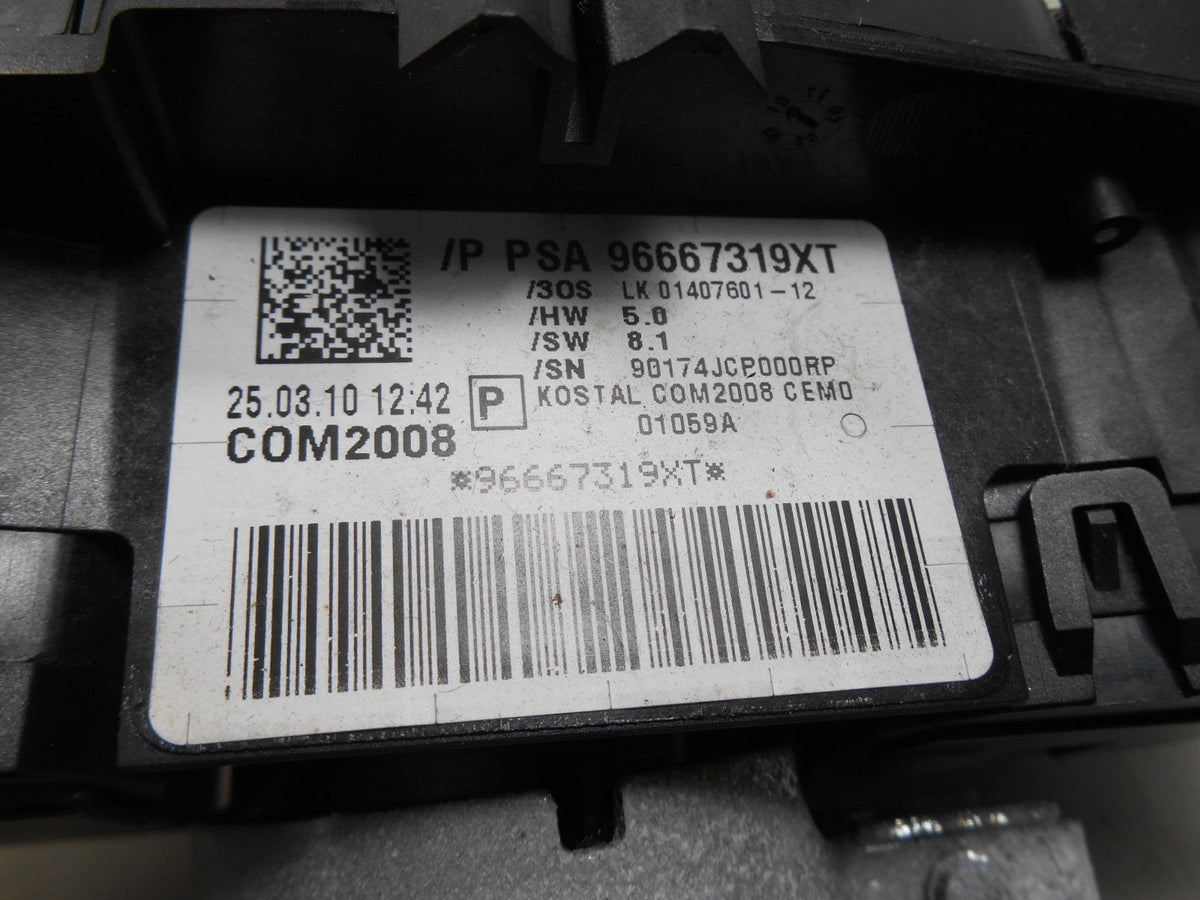 /P PSA 96667319XT
/3OS LK 01407601-12
/HW 5.0
/SW 8.1
/SN 90174JCP000RP
25.03.10 12:42 P KOSTAL COM2008 CEM0
COM2008 01059A
*96667319XT*